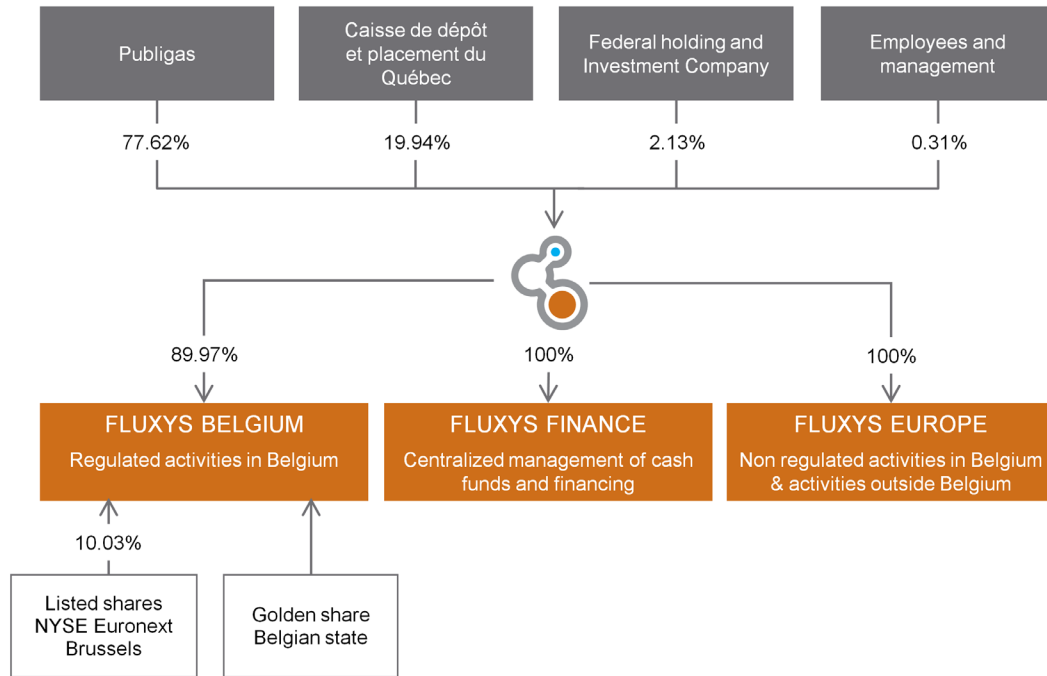 Publigas
Caisse de dépôt
et placement du
Québec
Federal holding and
Investment Company
Employees and
management
77.62%
19.94%
2.13%
0.31%
89.97%
100%
100%
FLUXYS BELGIUM
Regulated activities in Belgium
FLUXYS FINANCE
Centralized management of cash
funds and financing
FLUXYS EUROPE
Non regulated activities in Belgium
& activities outside Belgium
10.03%
Listed shares
NYSE Euronext
Brussels
Golden share
Belgian state